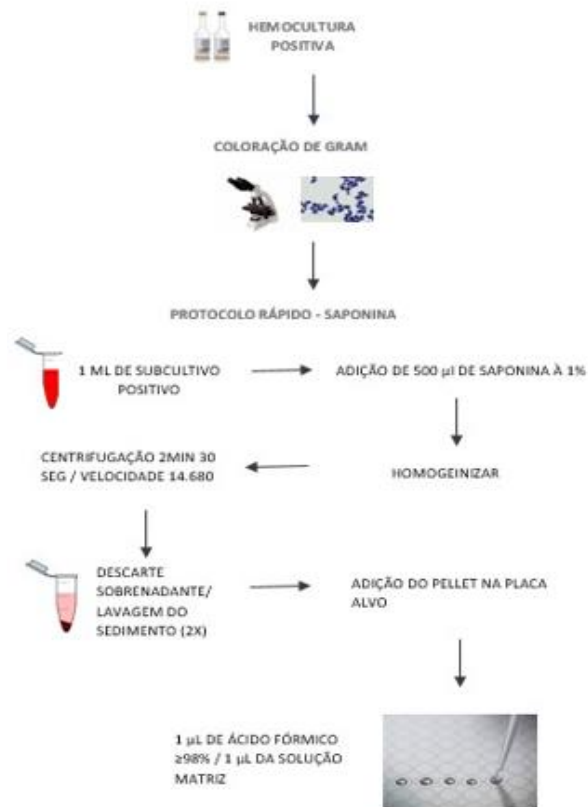 HEMOCULTURA
POSITIVA
COLORAÇÃO DE GRAM
PROTOCOLO RÁPIDO - SAPONINA
1 ML DE SUBCULTIVO
POSITIVO
ADIÇÃO DE 500 µl DE SAPONINA À 1%
HOMOGEINIZAR
CENTRIFUGAÇÃO 2MIN 30
SEG / VELOCIDADE 14.680
DESCARTE
SOBRENADANTE/
LAVAGEM DO
SEDIMENTO (2X)
ADIÇÃO DO PELLET NA PLACA
ALVO
1 µL DE ÁCIDO FÓRMICO
≥98% / 1 µL DA SOLUÇÃO
MATRIZ